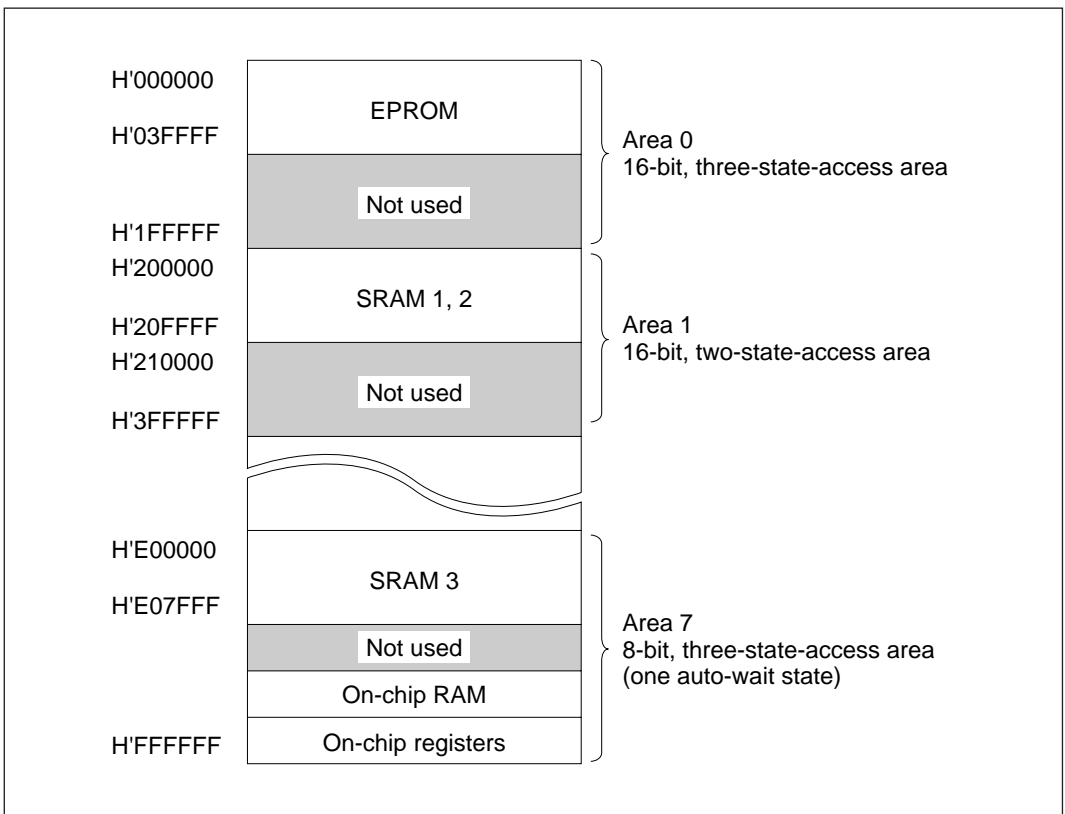 H'000000
EPROM
H'03FFFF
Area 0
16-bit, three-state-access area
Not used
H'1FFFFF
H'200000
SRAM 1, 2
H'20FFFF
Area 1
16-bit, two-state-access area
H'210000
Not used
H'3FFFFF
H'E00000
SRAM 3
H'E07FFF
Area 7
8-bit, three-state-access area
(one auto-wait state)
Not used
On-chip RAM
H'FFFFFF
On-chip registers